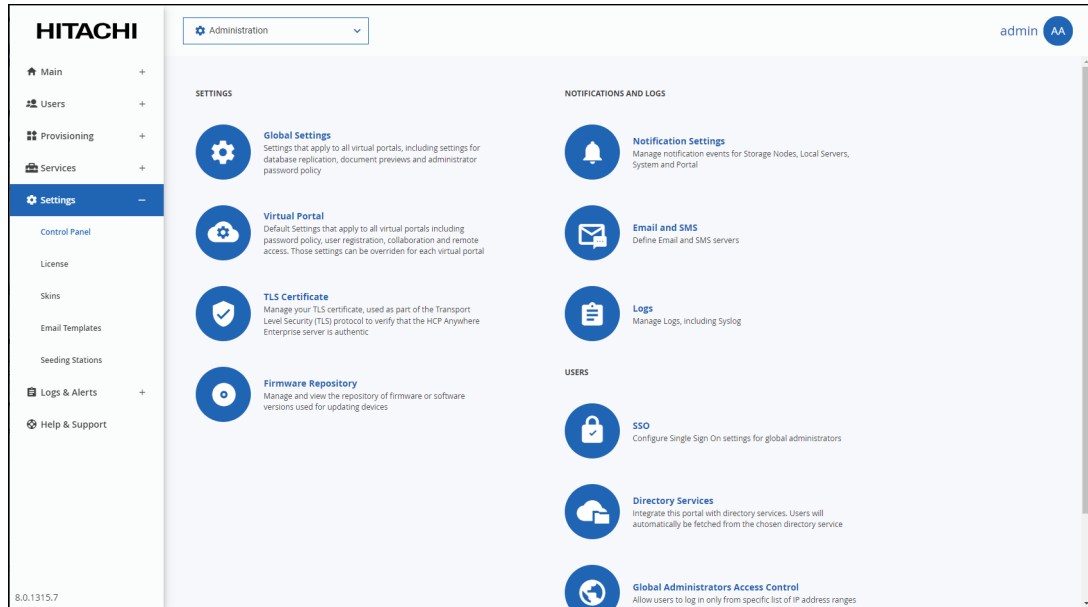 HITACHI
Administration
admin
AA
Main
Users
Provisioning
Services
Settings
Control Panel
License
Skins
Email Templates
Seeding Stations
Logs & Alerts
Help & Support
8.0.1315.7
SETTINGS
Global Settings
Settings that apply to all virtual portals, including settings for
database replication, document previews and administrator
password policy
Virtual Portal
Default Settings that apply to all virtual portals including
password policy, user registration, collaboration and remote
access. Those settings can be overriden for each virtual portal
TLS Certificate
Manage your TLS certificate, used as part of the Transport
Level Security (TLS) protocol to verify that the HCP Anywhere
Enterprise server is authentic
Firmware Repository
Manage and view the repository of firmware or software
versions used for updating devices
NOTIFICATIONS AND LOGS
Notification Settings
Manage notification events for Storage Nodes, Local Servers,
System and Portal
Email and SMS
Define Email and SMS servers
Logs
Manage Logs, including Syslog
USERS
SSO
Configure Single Sign On settings for global administrators
Directory Services
Integrate this portal with directory services. Users will
automatically be fetched from the chosen directory service
Global Administrators Access Control
Allow users to log in only from specific list of IP address ranges